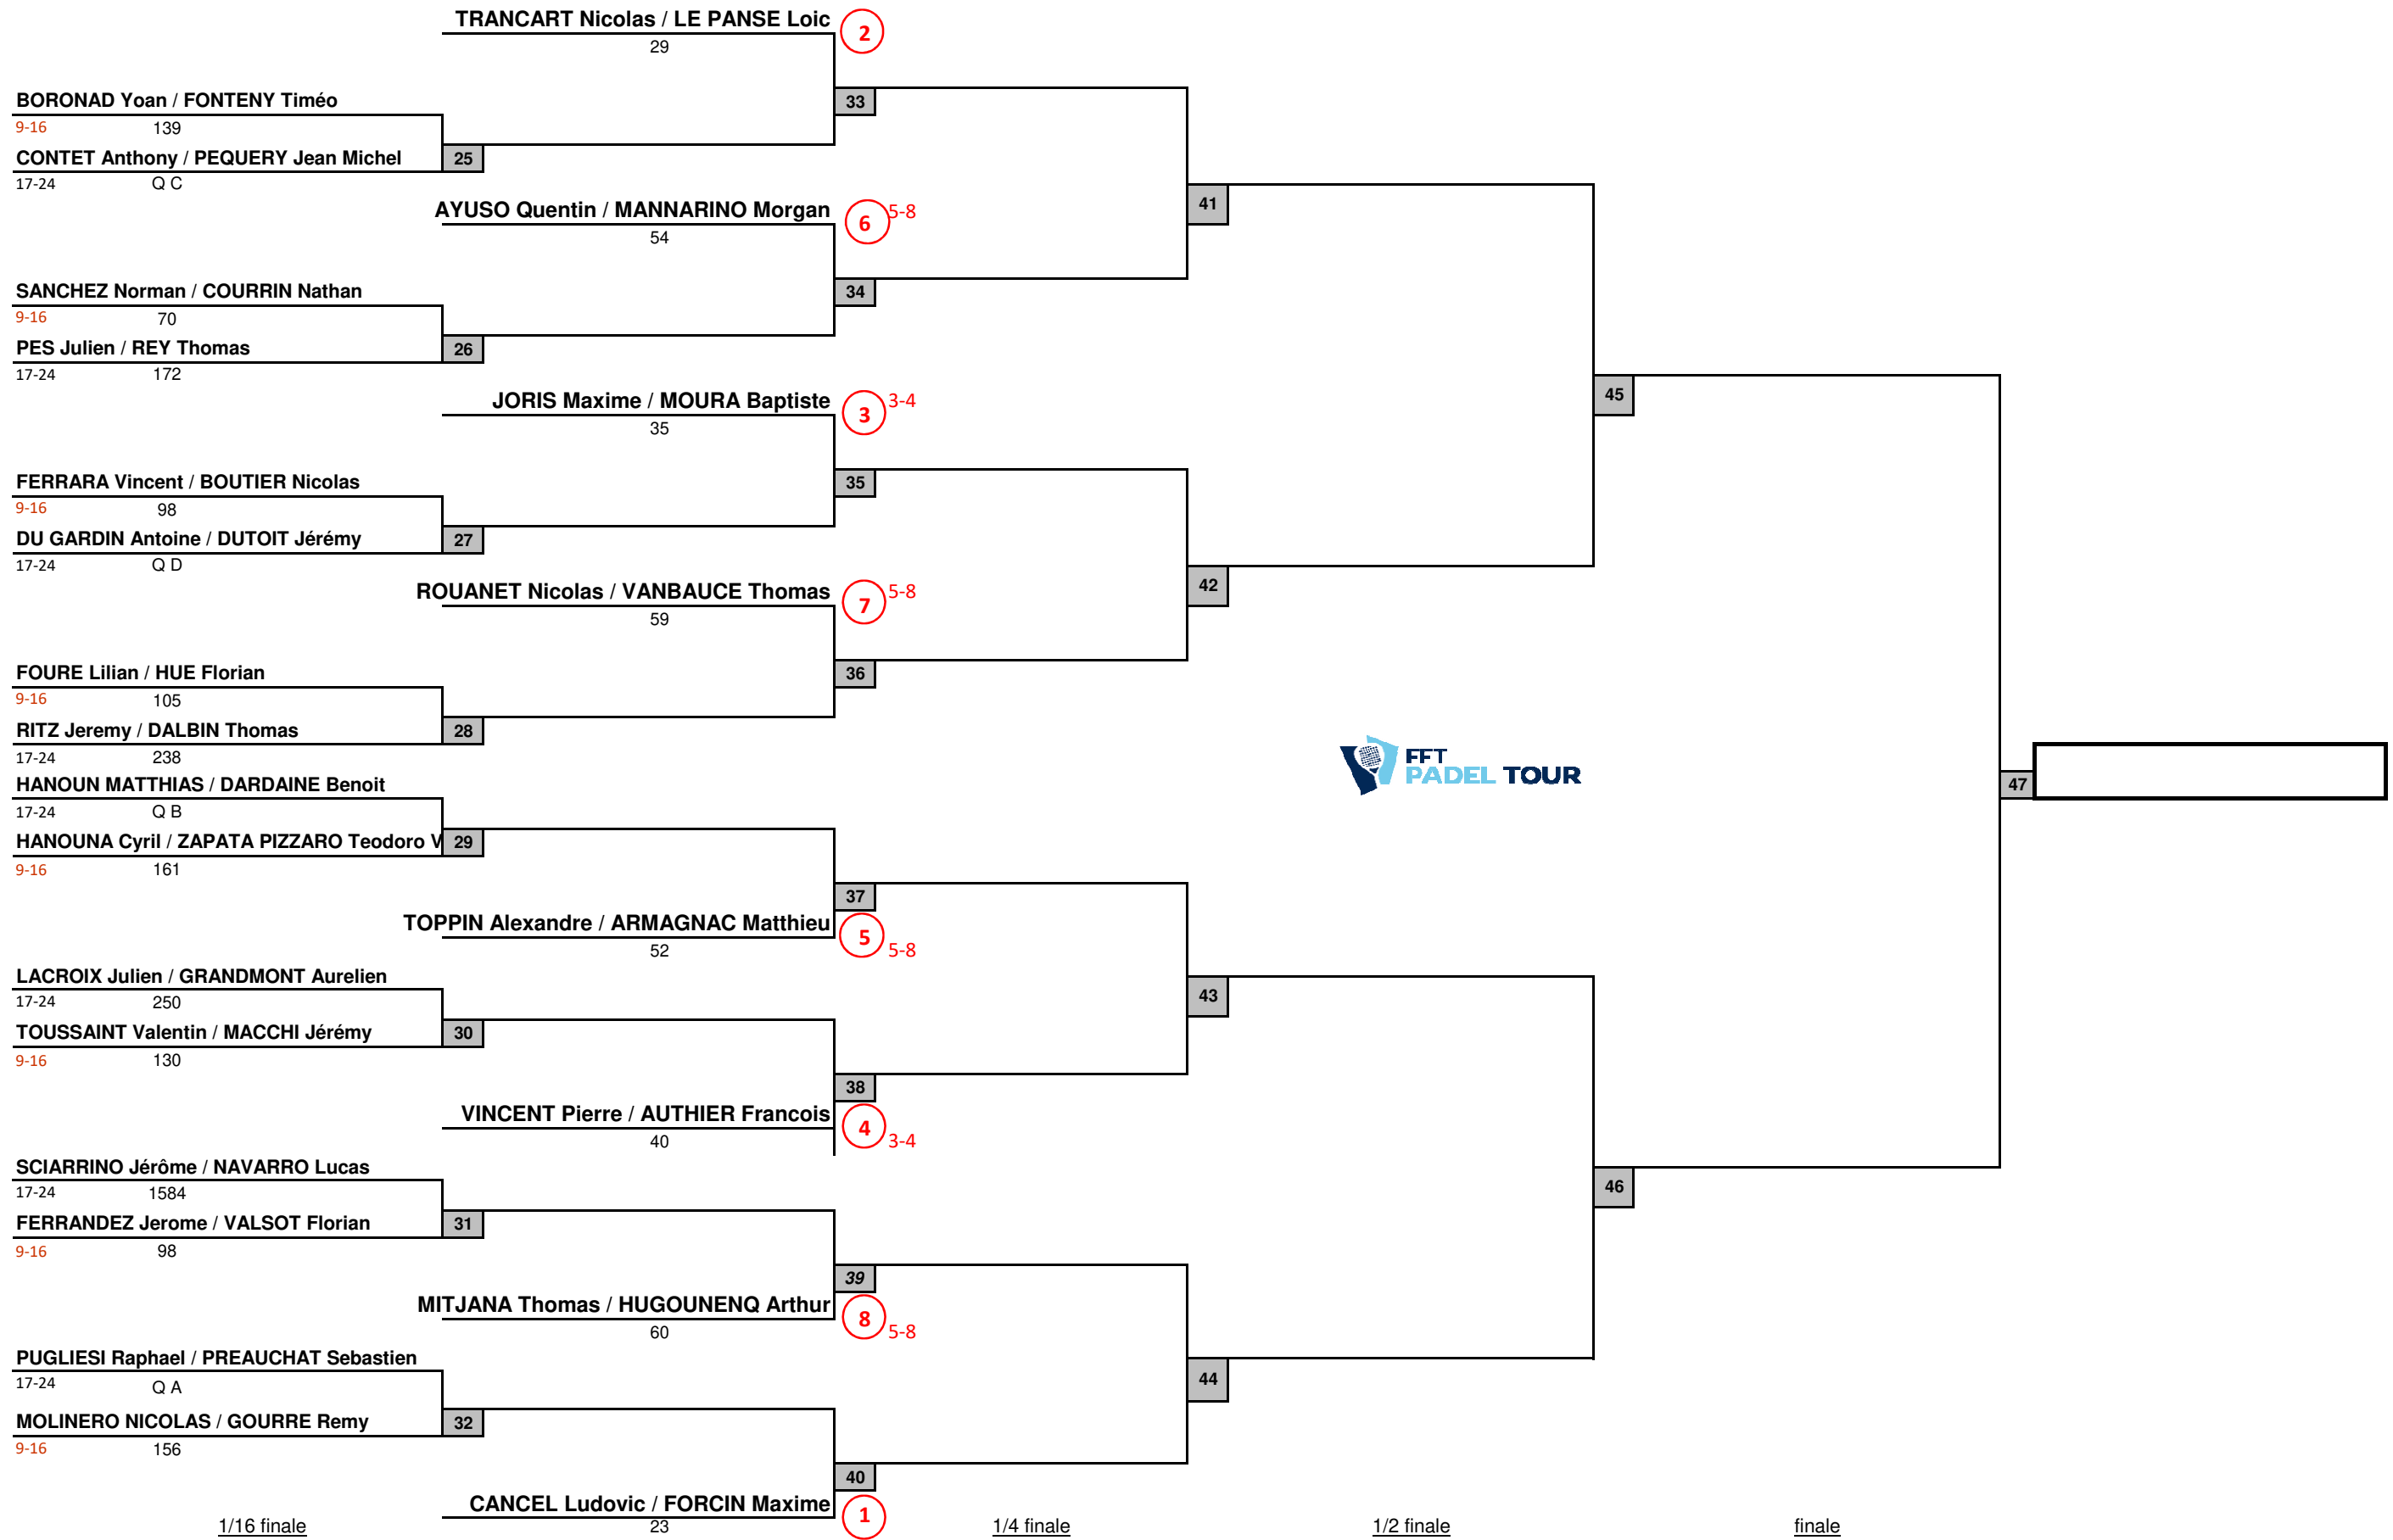 TRANCART Nicolas / LE PANSE Loic
2
29
BORONAD Yoan / FONTENY Timéo
33
9-16 139
CONTET Anthony / PEQUERY Jean Michel
25
17-24 Q C
AYUSO Quentin / MANNARINO Morgan
6 5-8
41
54
SANCHEZ Norman / COURRIN Nathan
34
9-16 70
PES Julien / REY Thomas
26
17-24 172
JORIS Maxime / MOURA Baptiste
3 3-4
45
35
FERRARA Vincent / BOUTIER Nicolas
35
9-16 98
DU GARDIN Antoine / DUTOIT Jérémy
27
17-24 Q D
ROUANET Nicolas / VANBAUCE Thomas
7 5-8
42
59
FOURE Lilian / HUE Florian
36
9-16 105
RITZ Jeremy / DALBIN Thomas
28
17-24 238
FFT
PADEL TOUR
47
HANOUN MATTHIAS / DARDAINE Benoit
17-24 Q B
HANOUNA Cyril / ZAPATA PIZZARO Teodoro V
29
9-16 161
37
TOPPIN Alexandre / ARMAGNAC Matthieu
5 5-8
52
LACROIX Julien / GRANDMONT Aurelien
17-24 250
43
TOUSSAINT Valentin / MACCHI Jérémy
30
9-16 130
38
VINCENT Pierre / AUTHIER Francois
4 3-4
40
SCIARRINO Jérôme / NAVARRO Lucas
17-24 1584
46
FERRANDEZ Jerome / VALSOT Florian
31
9-16 98
39
MITJANA Thomas / HUGOUNENQ Arthur
8 5-8
60
PUGLIESI Raphael / PREAUCHAT Sebastien
17-24 Q A
44
MOLINERO NICOLAS / GOURRE Remy
32
9-16 156
40
CANCEL Ludovic / FORCIN Maxime
1
23
1/16 finale
1/4 finale
1/2 finale
finale